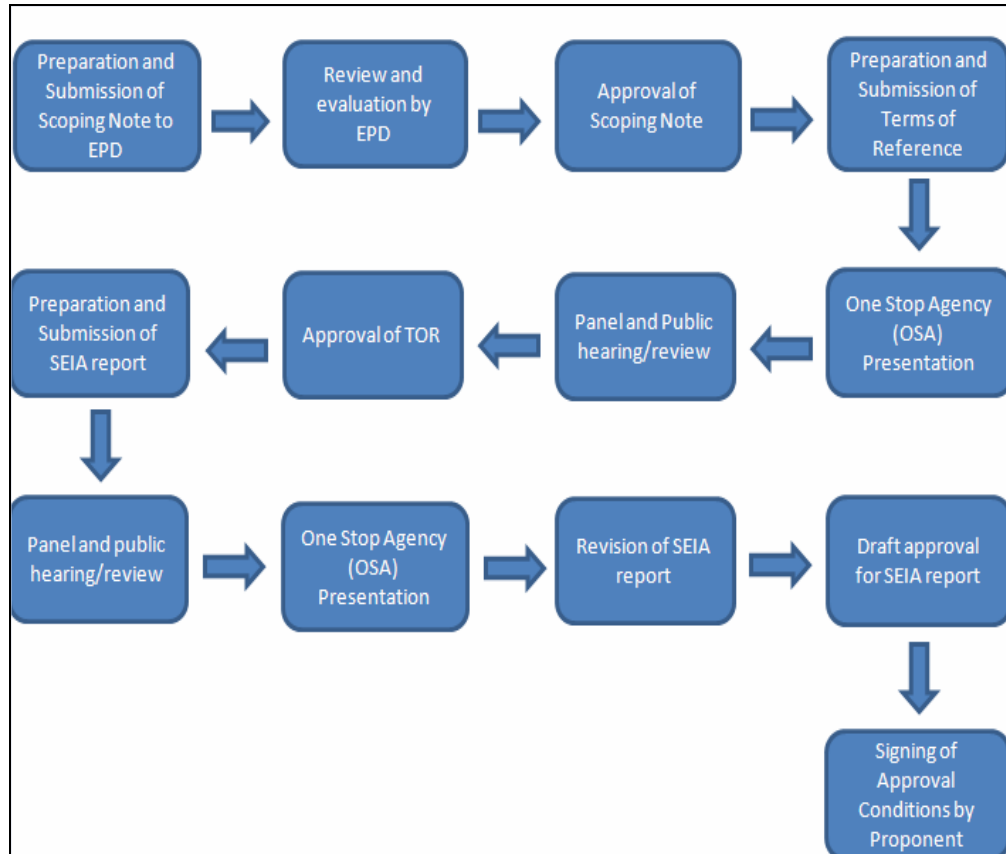 Preparation and
Submission of
Scoping Note to
EPD
Review and
evaluation by
EPD
Approval of
Scoping Note
Preparation and
Submission of
Terms of
Reference
One Stop Agency
(OSA)
Presentation
Panel and Public
hearing/review
Approval of TOR
Preparation and
Submission of
SEIA report
Panel and public
hearing/review
One Stop Agency
(OSA)
Presentation
Revision of SEIA
report
Draft approval
for SEIA report
Signing of
Approval
Conditions by
Proponent